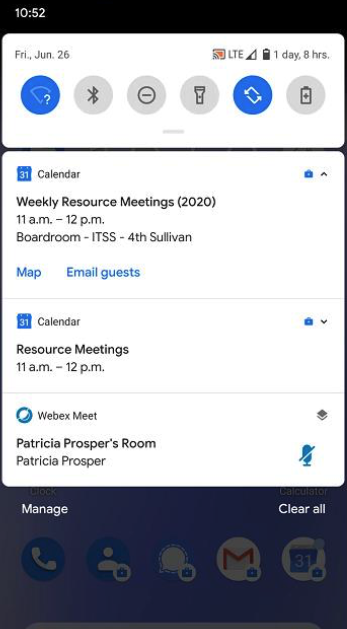 10:52
Fri., Jun. 26
LTE 1 day, 8 hrs.
?
31 Calendar
Weekly Resource Meetings (2020)
11 a.m. – 12 p.m.
Boardroom - ITSS - 4th Sullivan
Map Email guests
31 Calendar
Resource Meetings
11 a.m. – 12 p.m.
Webex Meet
Patricia Prosper's Room
Patricia Prosper
Clock Calculator
Manage Clear all
31